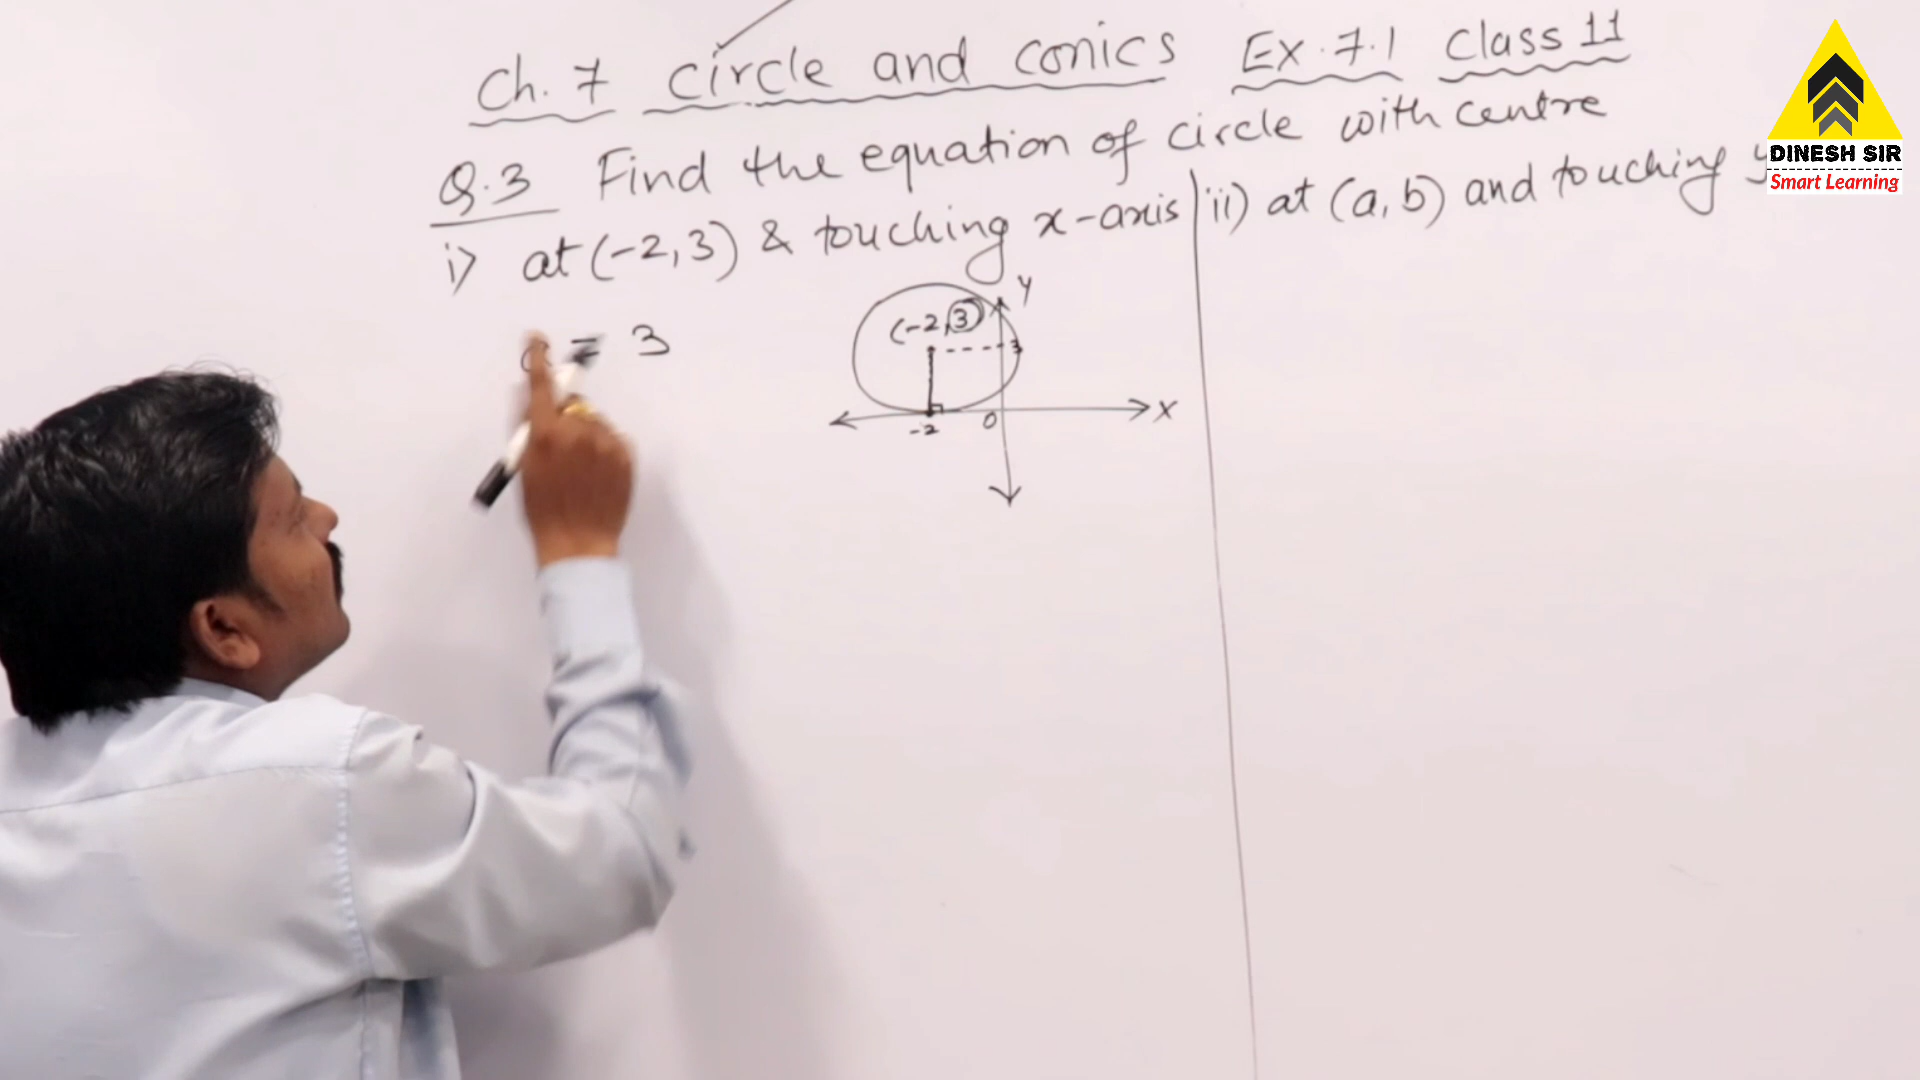 Ch. 7 Circle and conics Ex. 7.1 Class 11
Q.3 Find the equation of circle with centre
i) at (-2, 3) & touching x-axis ii) at (a, b) and touching y
= 3
(-2, 3)
Y
3
-2
0
X
DINESH SIR
Smart Learning